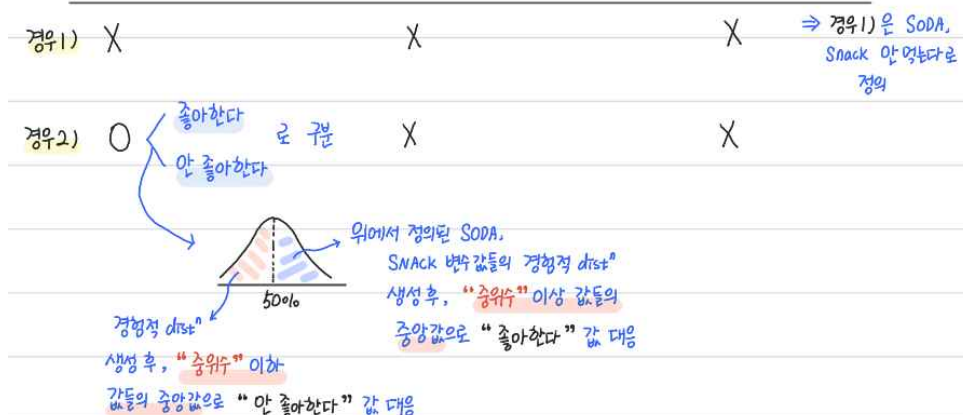 경우1) X X X ⇒ 경우1)은 SODA,
Snack 안 먹는다로
정의
경우2) O 좋아한다 로 구분 X X
안 좋아한다
50%
위에서 정의된 SODA,
SNACK 변수값들의 경험적 distⁿ
생성 후, "중위수" 이상 값들의
중앙값으로 "좋아한다" 값 대응
경험적 distⁿ
생성 후, "중위수" 이하
값들의 중앙값으로 "안 좋아한다" 값 대응